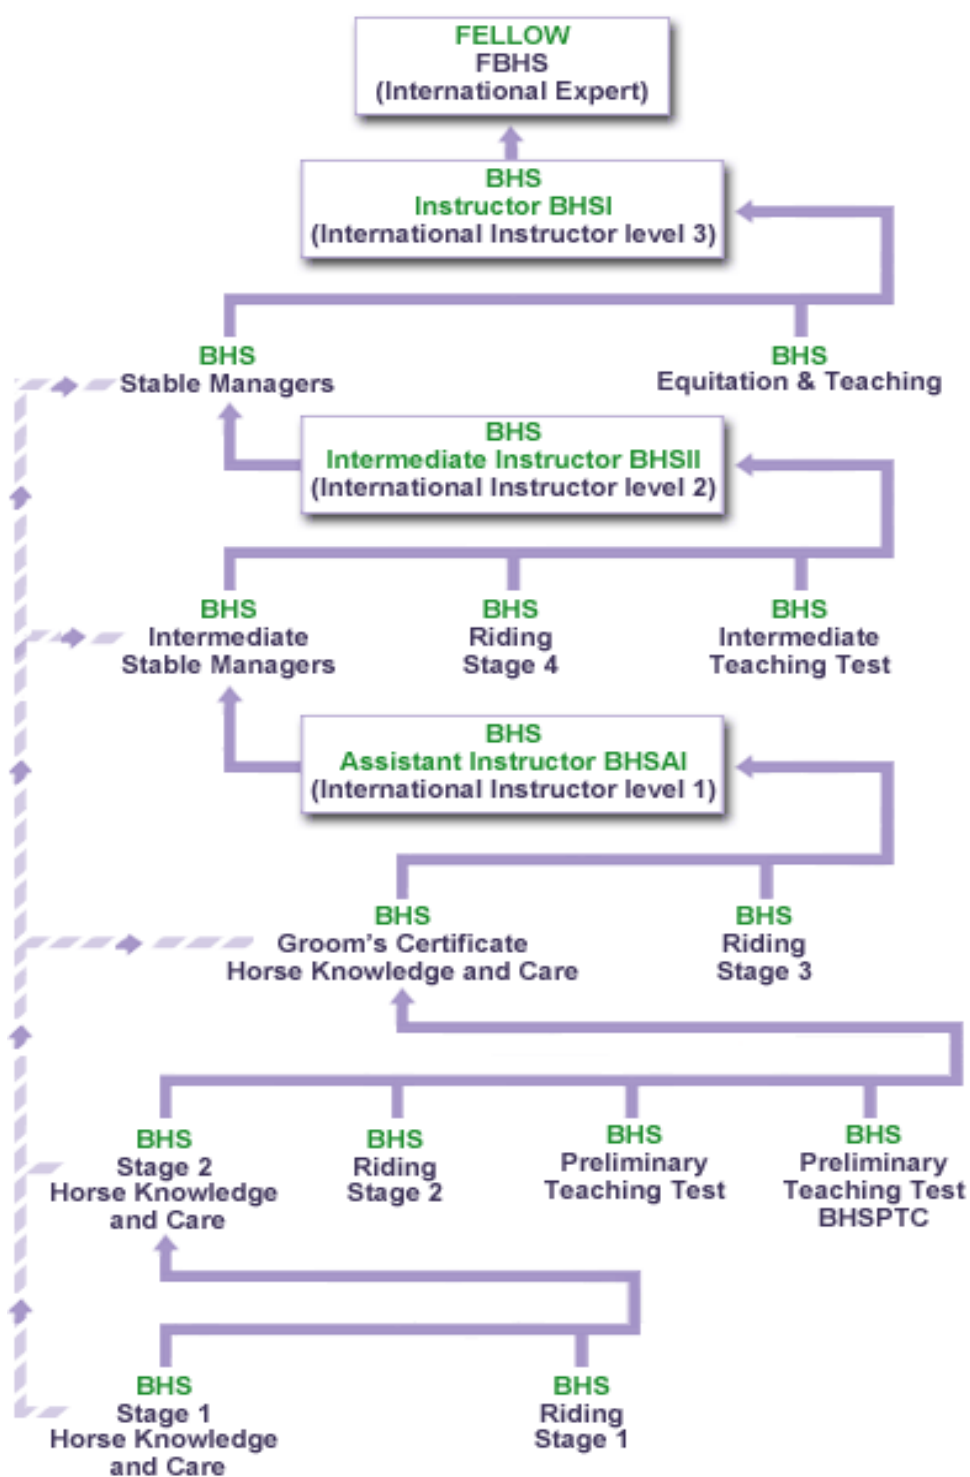 FELLOW
FBHS
(International Expert)
BHS
Instructor BHSI
(International Instructor level 3)
BHS
Stable Managers
BHS
Equitation & Teaching
BHS
Intermediate Instructor BHSII
(International Instructor level 2)
BHS
Intermediate
Stable Managers
BHS
Riding
Stage 4
BHS
Intermediate
Teaching Test
BHS
Assistant Instructor BHSAI
(International Instructor level 1)
BHS
Groom's Certificate
Horse Knowledge and Care
BHS
Riding
Stage 3
BHS
Stage 2
Horse Knowledge
and Care
BHS
Riding
Stage 2
BHS
Preliminary
Teaching Test
BHS
Preliminary
Teaching Test
BHSPTC
BHS
Stage 1
Horse Knowledge
and Care
BHS
Riding
Stage 1